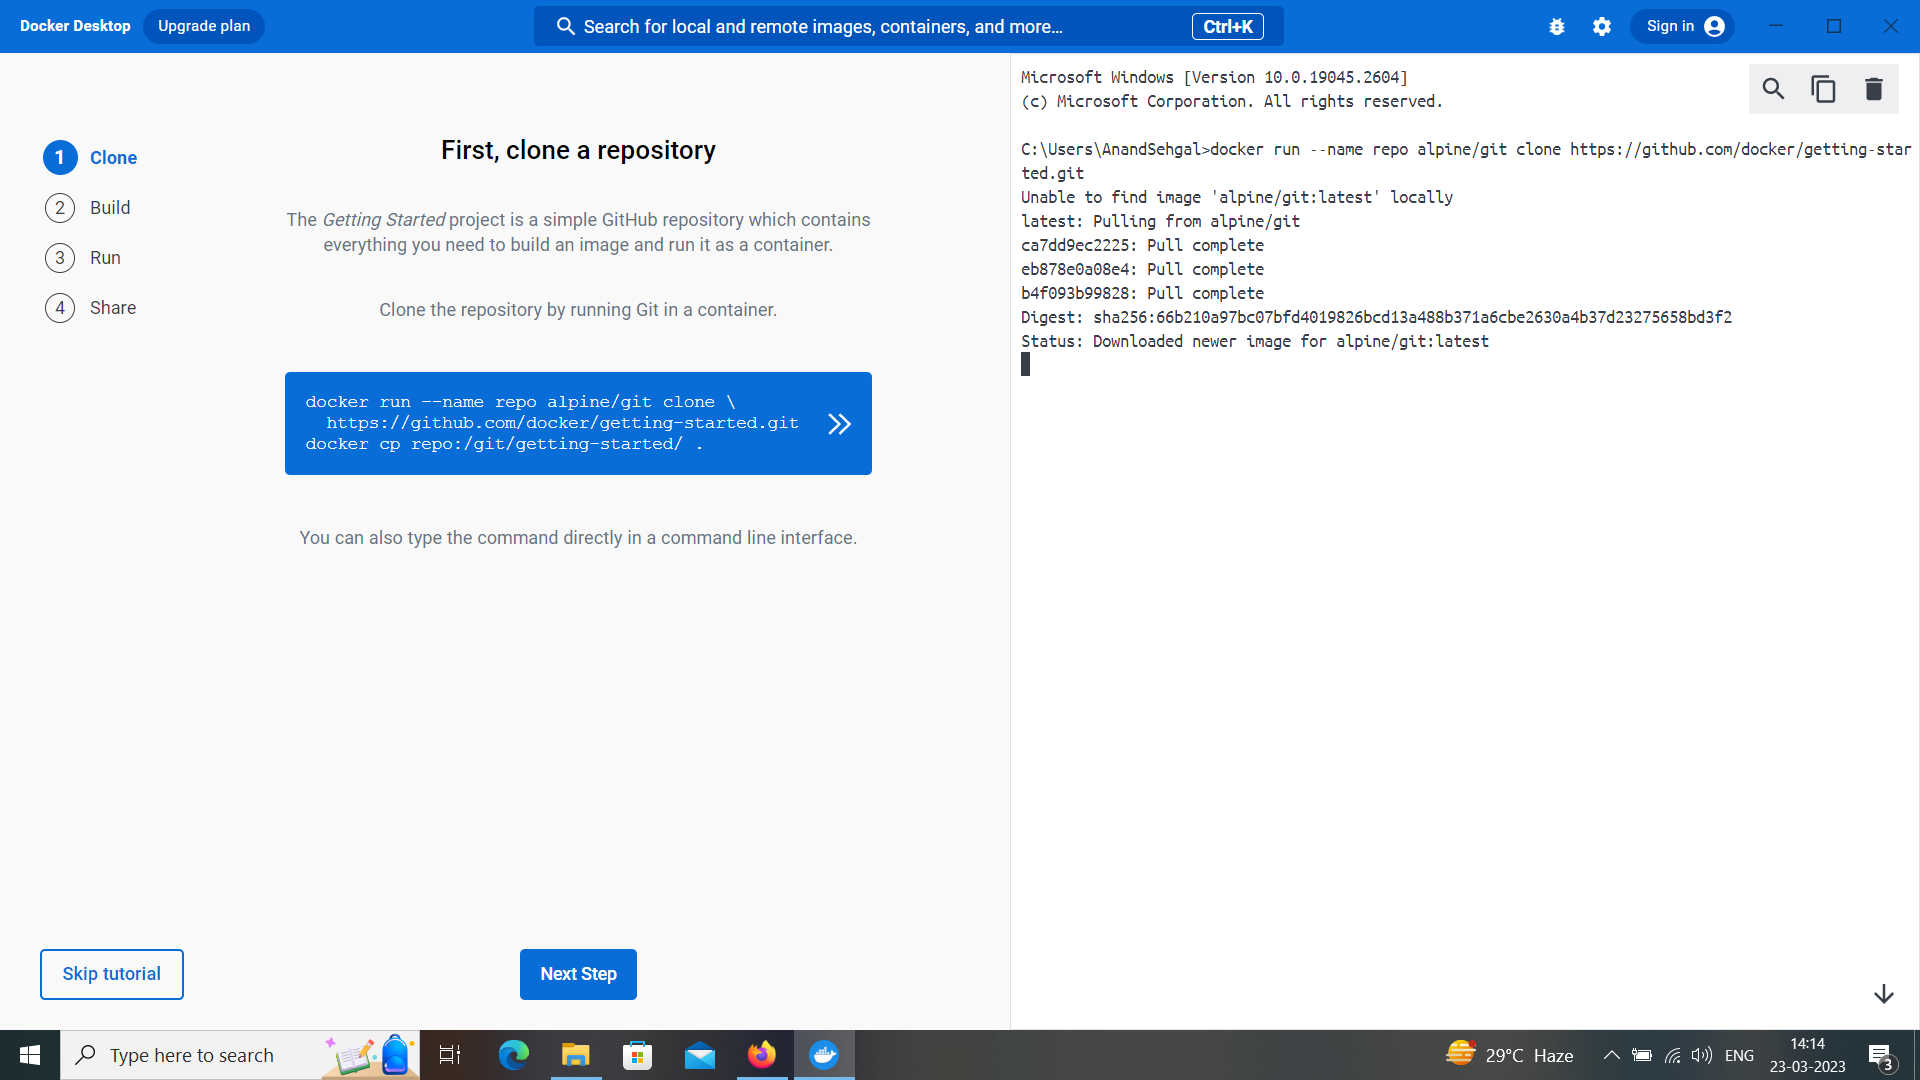 Docker Desktop
Upgrade plan
Search for local and remote images, containers, and more...
Ctrl+K
Sign in
1 Clone
2 Build
3 Run
4 Share
First, clone a repository
The Getting Started project is a simple GitHub repository which contains
everything you need to build an image and run it as a container.
Clone the repository by running Git in a container.
docker run --name repo alpine/git clone \
https://github.com/docker/getting-started.git
docker cp repo:/git/getting-started/ .
You can also type the command directly in a command line interface.
Skip tutorial
Next Step
Microsoft Windows [Version 10.0.19045.2604]
(c) Microsoft Corporation. All rights reserved.
C:\Users\AnandSehgal>docker run --name repo alpine/git clone https://github.com/docker/getting-star
ted.git
Unable to find image 'alpine/git:latest' locally
latest: Pulling from alpine/git
ca7dd9ec2225: Pull complete
eb878e0a08e4: Pull complete
b4f093b99828: Pull complete
Digest: sha256:66b210a97bc07bfd4019826bcd13a488b371a6cbe2630a4b37d23275658bd3f2
Status: Downloaded newer image for alpine/git:latest
Type here to search
29°C Haze
ENG
14:14
23-03-2023
3